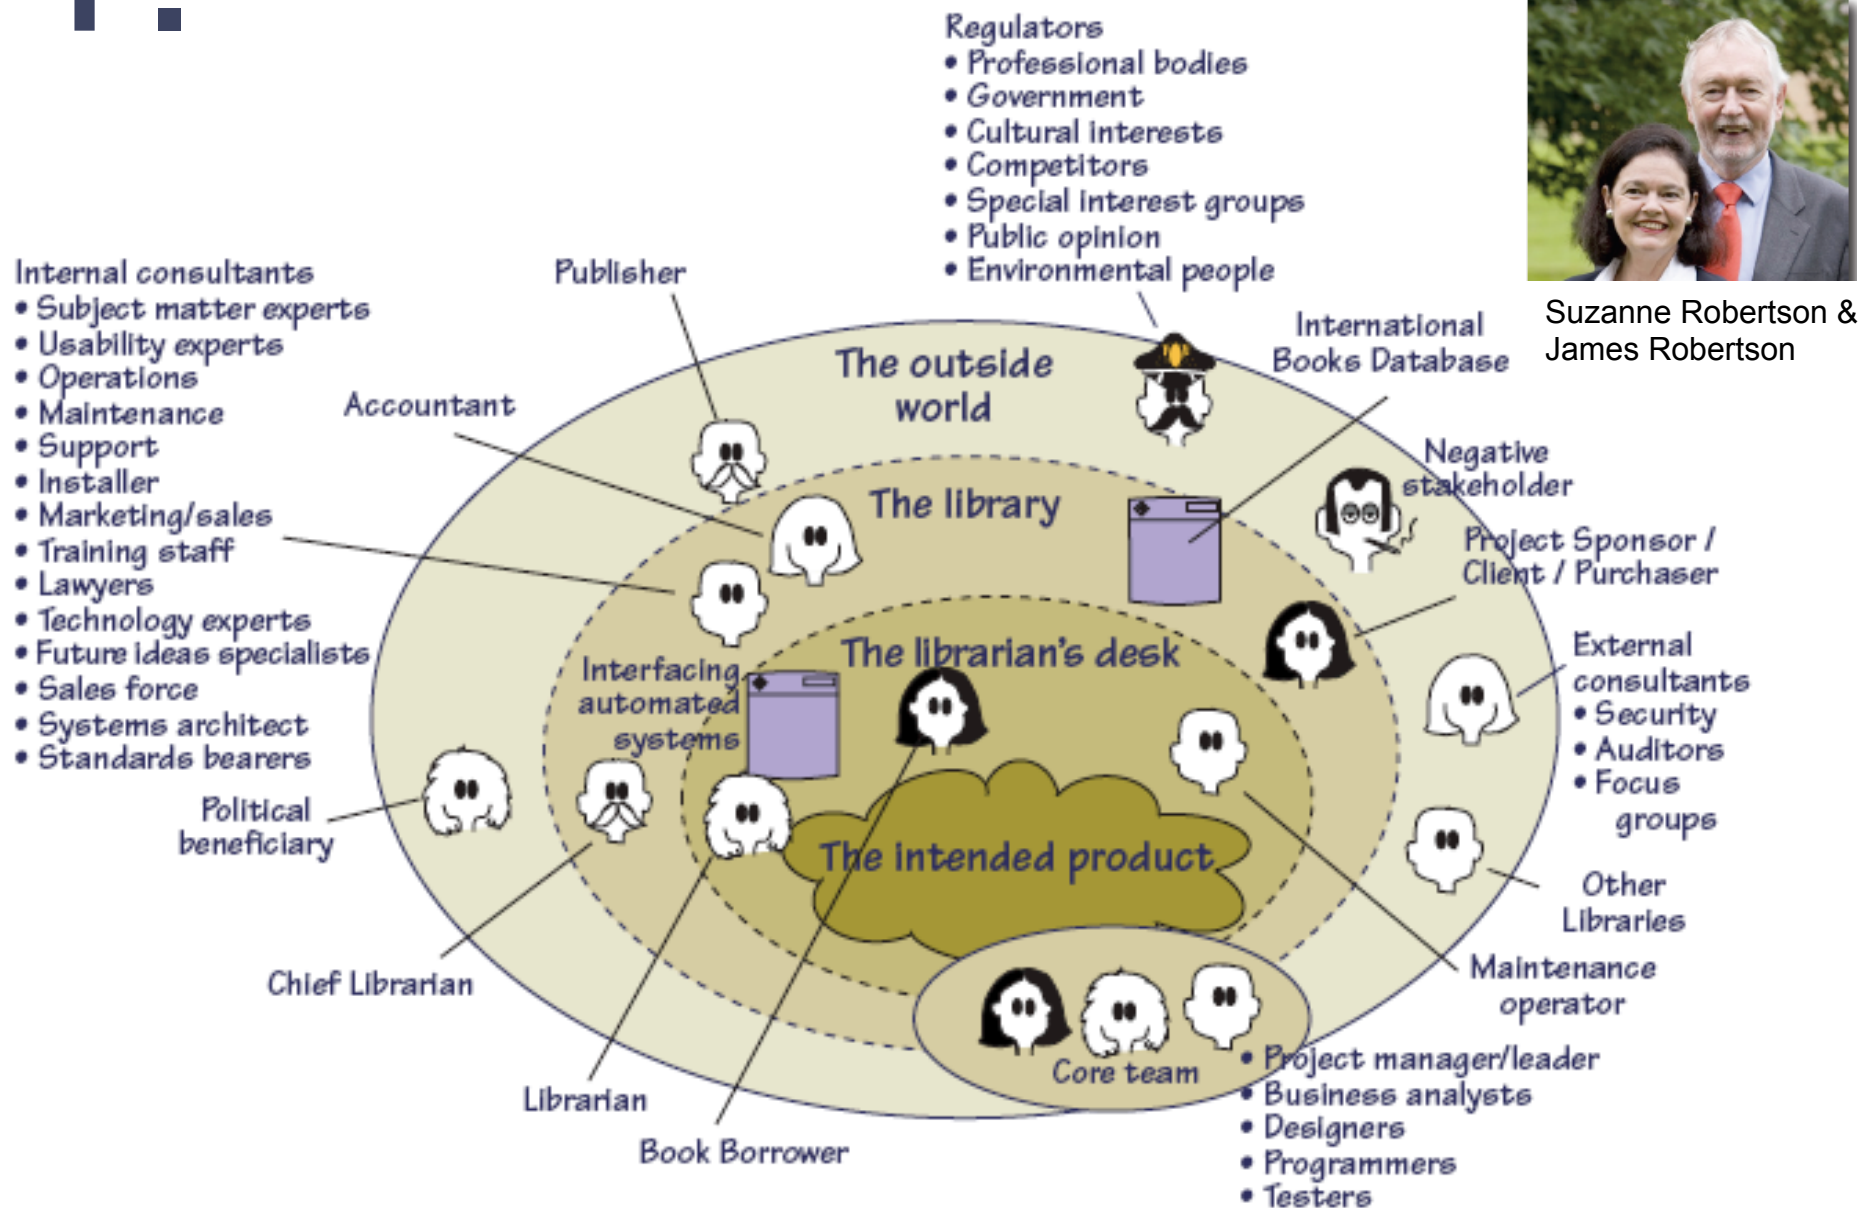 Regulators
• Professional bodies
• Government
• Cultural interests
• Competitors
• Special interest groups
• Public opinion
• Environmental people
Suzanne Robertson &
James Robertson
Internal consultants
• Subject matter experts
• Usability experts
• Operations
• Maintenance
• Support
• Installer
• Marketing/sales
• Training staff
• Lawyers
• Technology experts
• Future ideas specialists
• Sales force
• Systems architect
• Standards bearers
Publisher
Accountant
International
Books Database
The outside
world
Negative
stakeholder
The library
Project Sponsor /
Client / Purchaser
The librarian's desk
Interfacing
automated
systems
External
consultants
• Security
• Auditors
• Focus
groups
Political
beneficiary
The intended product
Other
Libraries
Chief Librarian
Maintenance
operator
Core team
• Project manager/leader
• Business analysts
• Designers
• Programmers
• Testers
Librarian
Book Borrower